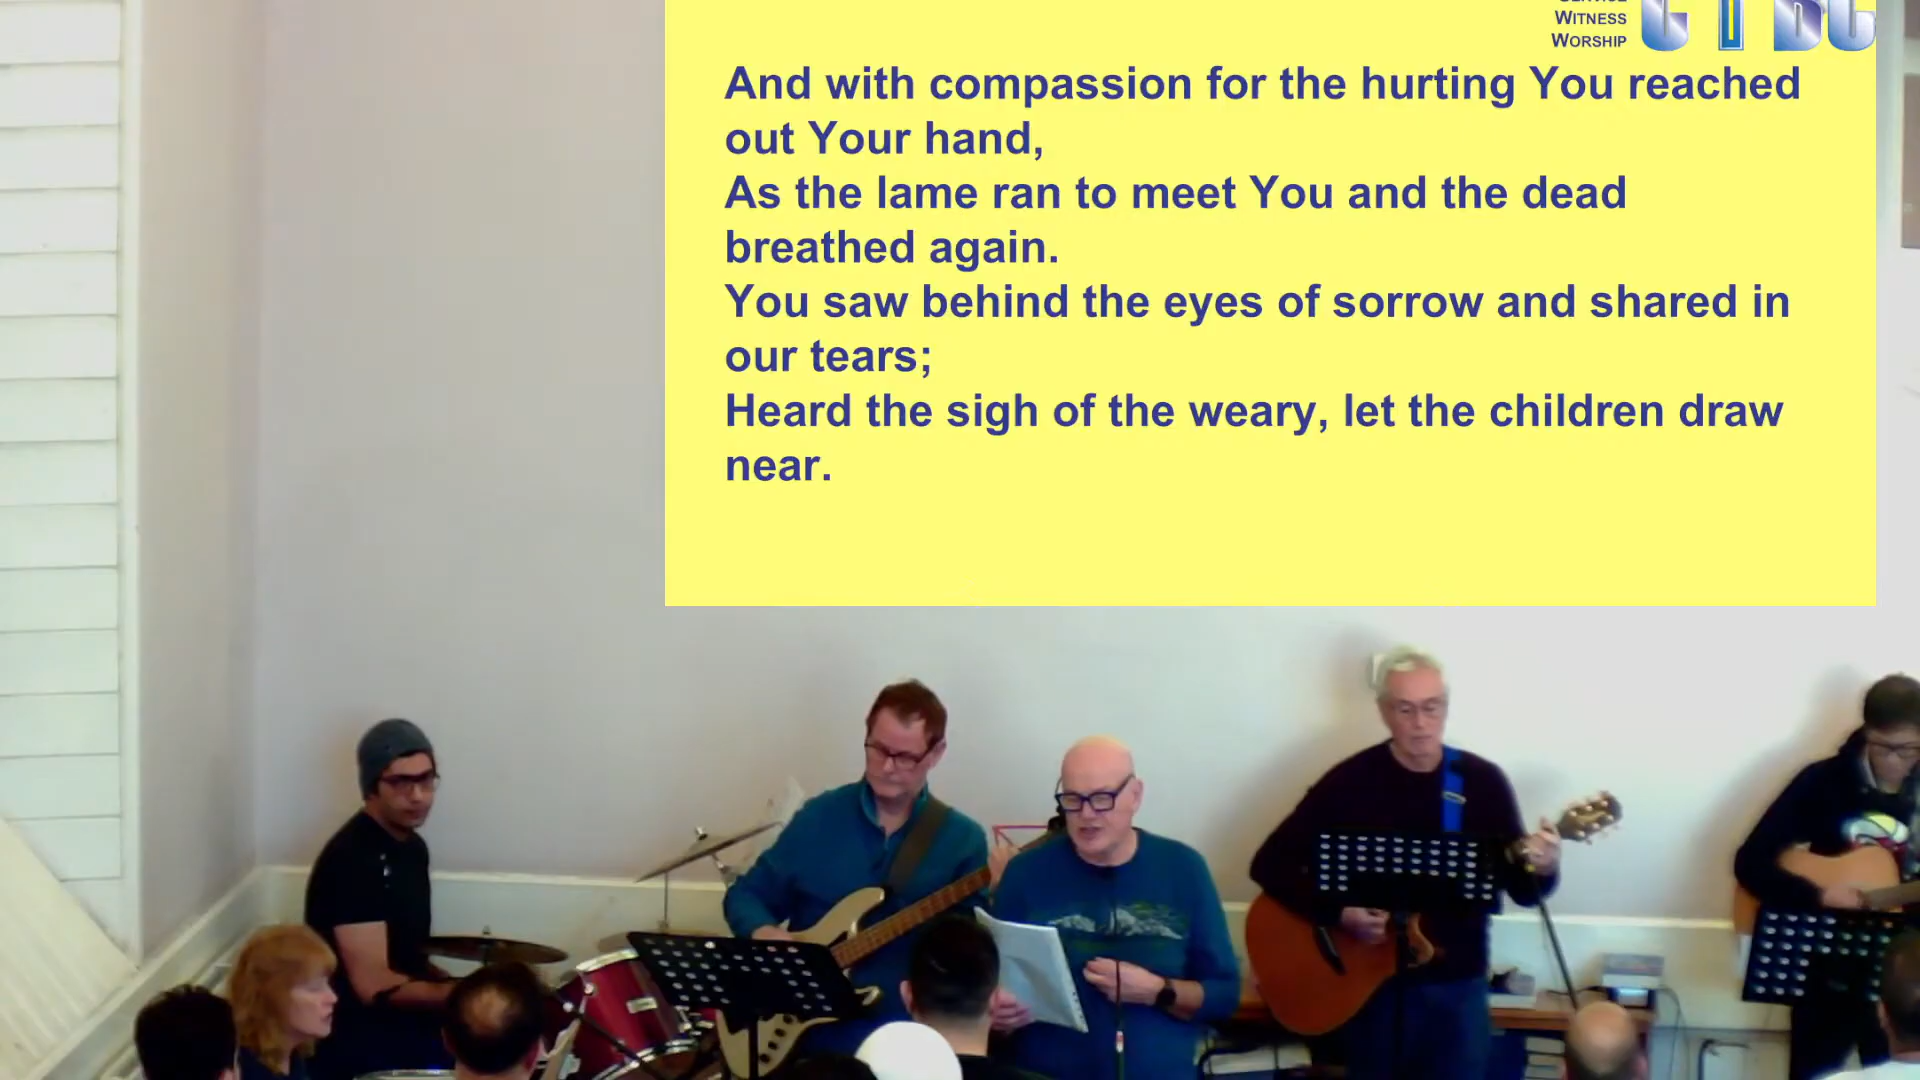 WITNESS
WORSHIP
And with compassion for the hurting You reached
out Your hand,
As the lame ran to meet You and the dead
breathed again.
You saw behind the eyes of sorrow and shared in
our tears;
Heard the sigh of the weary, let the children draw
near.